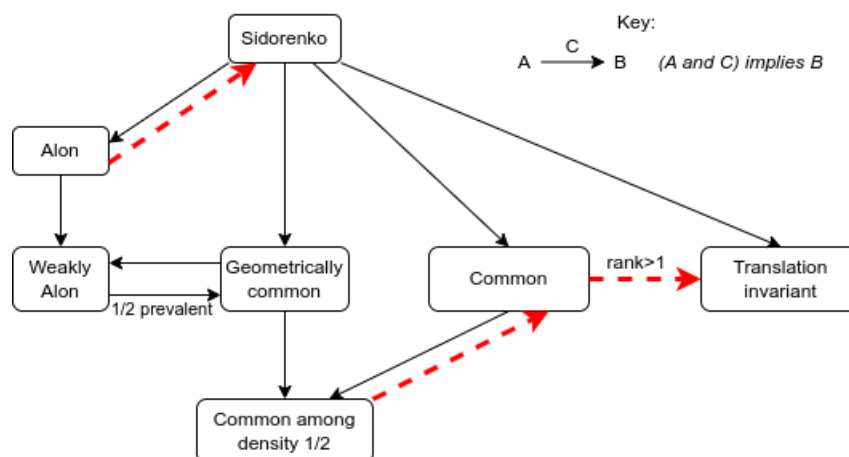 Key:
Sidorenko
A C B (A and C) implies B
Alon
Weakly
Alon
Geometrically
common
Common
rank>1
Translation
invariant
1/2 prevalent
Common among
density 1/2